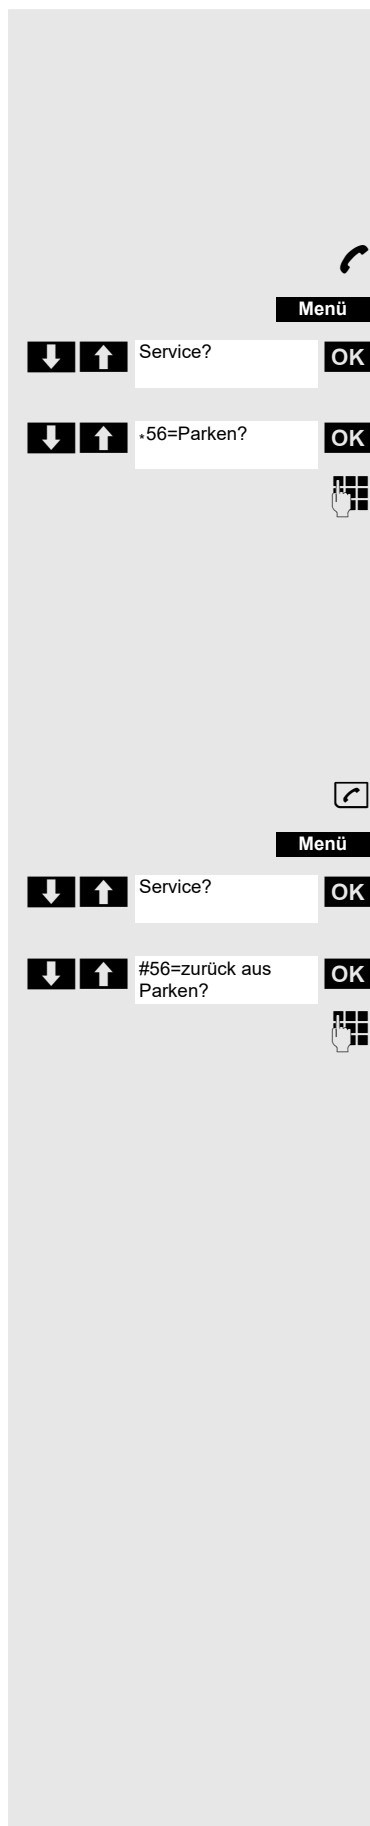 Menü
Service? OK
*56=Parken? OK
Menü
Service? OK
#56=zurück aus OK
Parken?